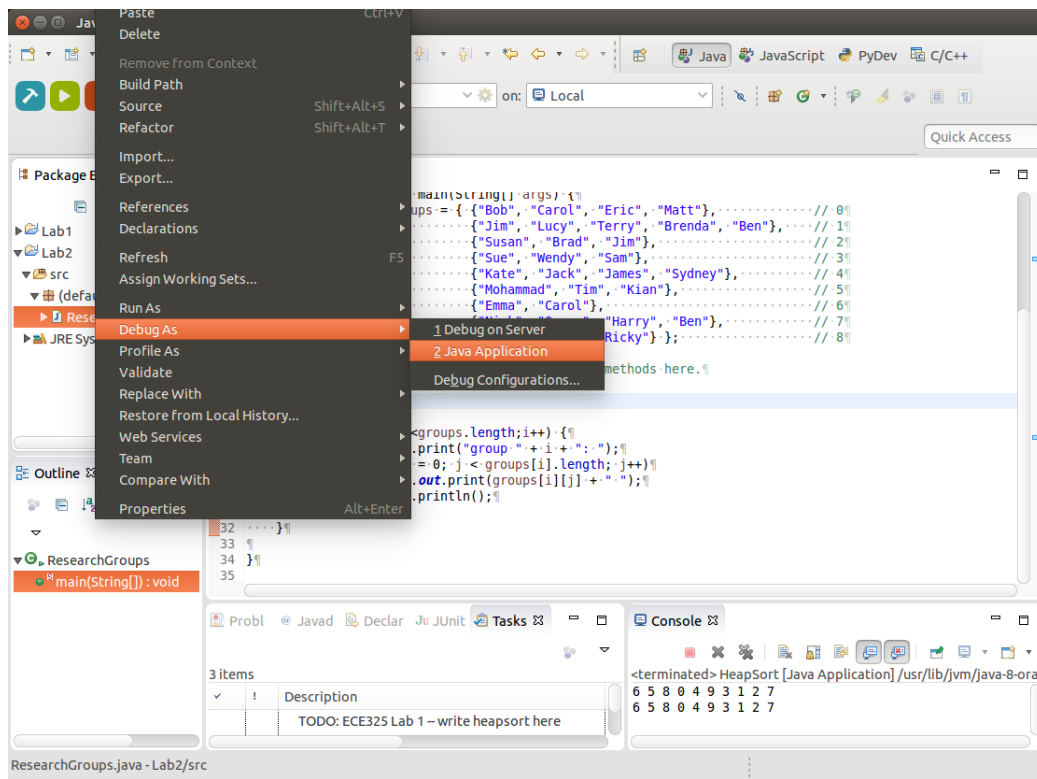 Jav
Paste Ctrl+V
Delete
Remove from Context
Build Path
Source Shift+Alt+S
Refactor Shift+Alt+T
Import...
Export...
References
Declarations
Refresh F5
Assign Working Sets...
Run As
Debug As
Profile As
Validate
Replace With
Restore from Local History...
Web Services
Team
Compare With
Properties Alt+Enter
1 Debug on Server
2 Java Application
Debug Configurations...
Java JavaScript PyDev C/C++
on: Local
Quick Access
Package E
Lab1
Lab2
src
(defau
Rese
JRE Sys
main(String[] args) {¶
ups = { {"Bob", "Carol", "Eric", "Matt"}, // 0¶
{"Jim", "Lucy", "Terry", "Brenda", "Ben"}, // 1¶
{"Susan", "Brad", "Jim"}, // 2¶
{"Sue", "Wendy", "Sam"}, // 3¶
{"Kate", "Jack", "James", "Sydney"}, // 4¶
{"Mohammad", "Tim", "Kian"}, // 5¶
{"Emma", "Carol"}, // 6¶
"Harry", "Ben"}, // 7¶
Ricky"} }; // 8¶
methods here.¶
<groups.length;i++) {¶
.print("group " + i + ": ");¶
= 0; j < groups[i].length; j++)¶
.out.print(groups[i][j] + " ");¶
.println();¶
32 }¶
33 ¶
34 }¶
35
Outline
ResearchGroups
main(String[]) : void
Probl Javad Declar JUnit Tasks
3 items
! Description
TODO: ECE325 Lab 1 – write heapsort here
Console
<terminated> HeapSort [Java Application] /usr/lib/jvm/java-8-ora
6 5 8 0 4 9 3 1 2 7
6 5 8 0 4 9 3 1 2 7
ResearchGroups.java - Lab2/src